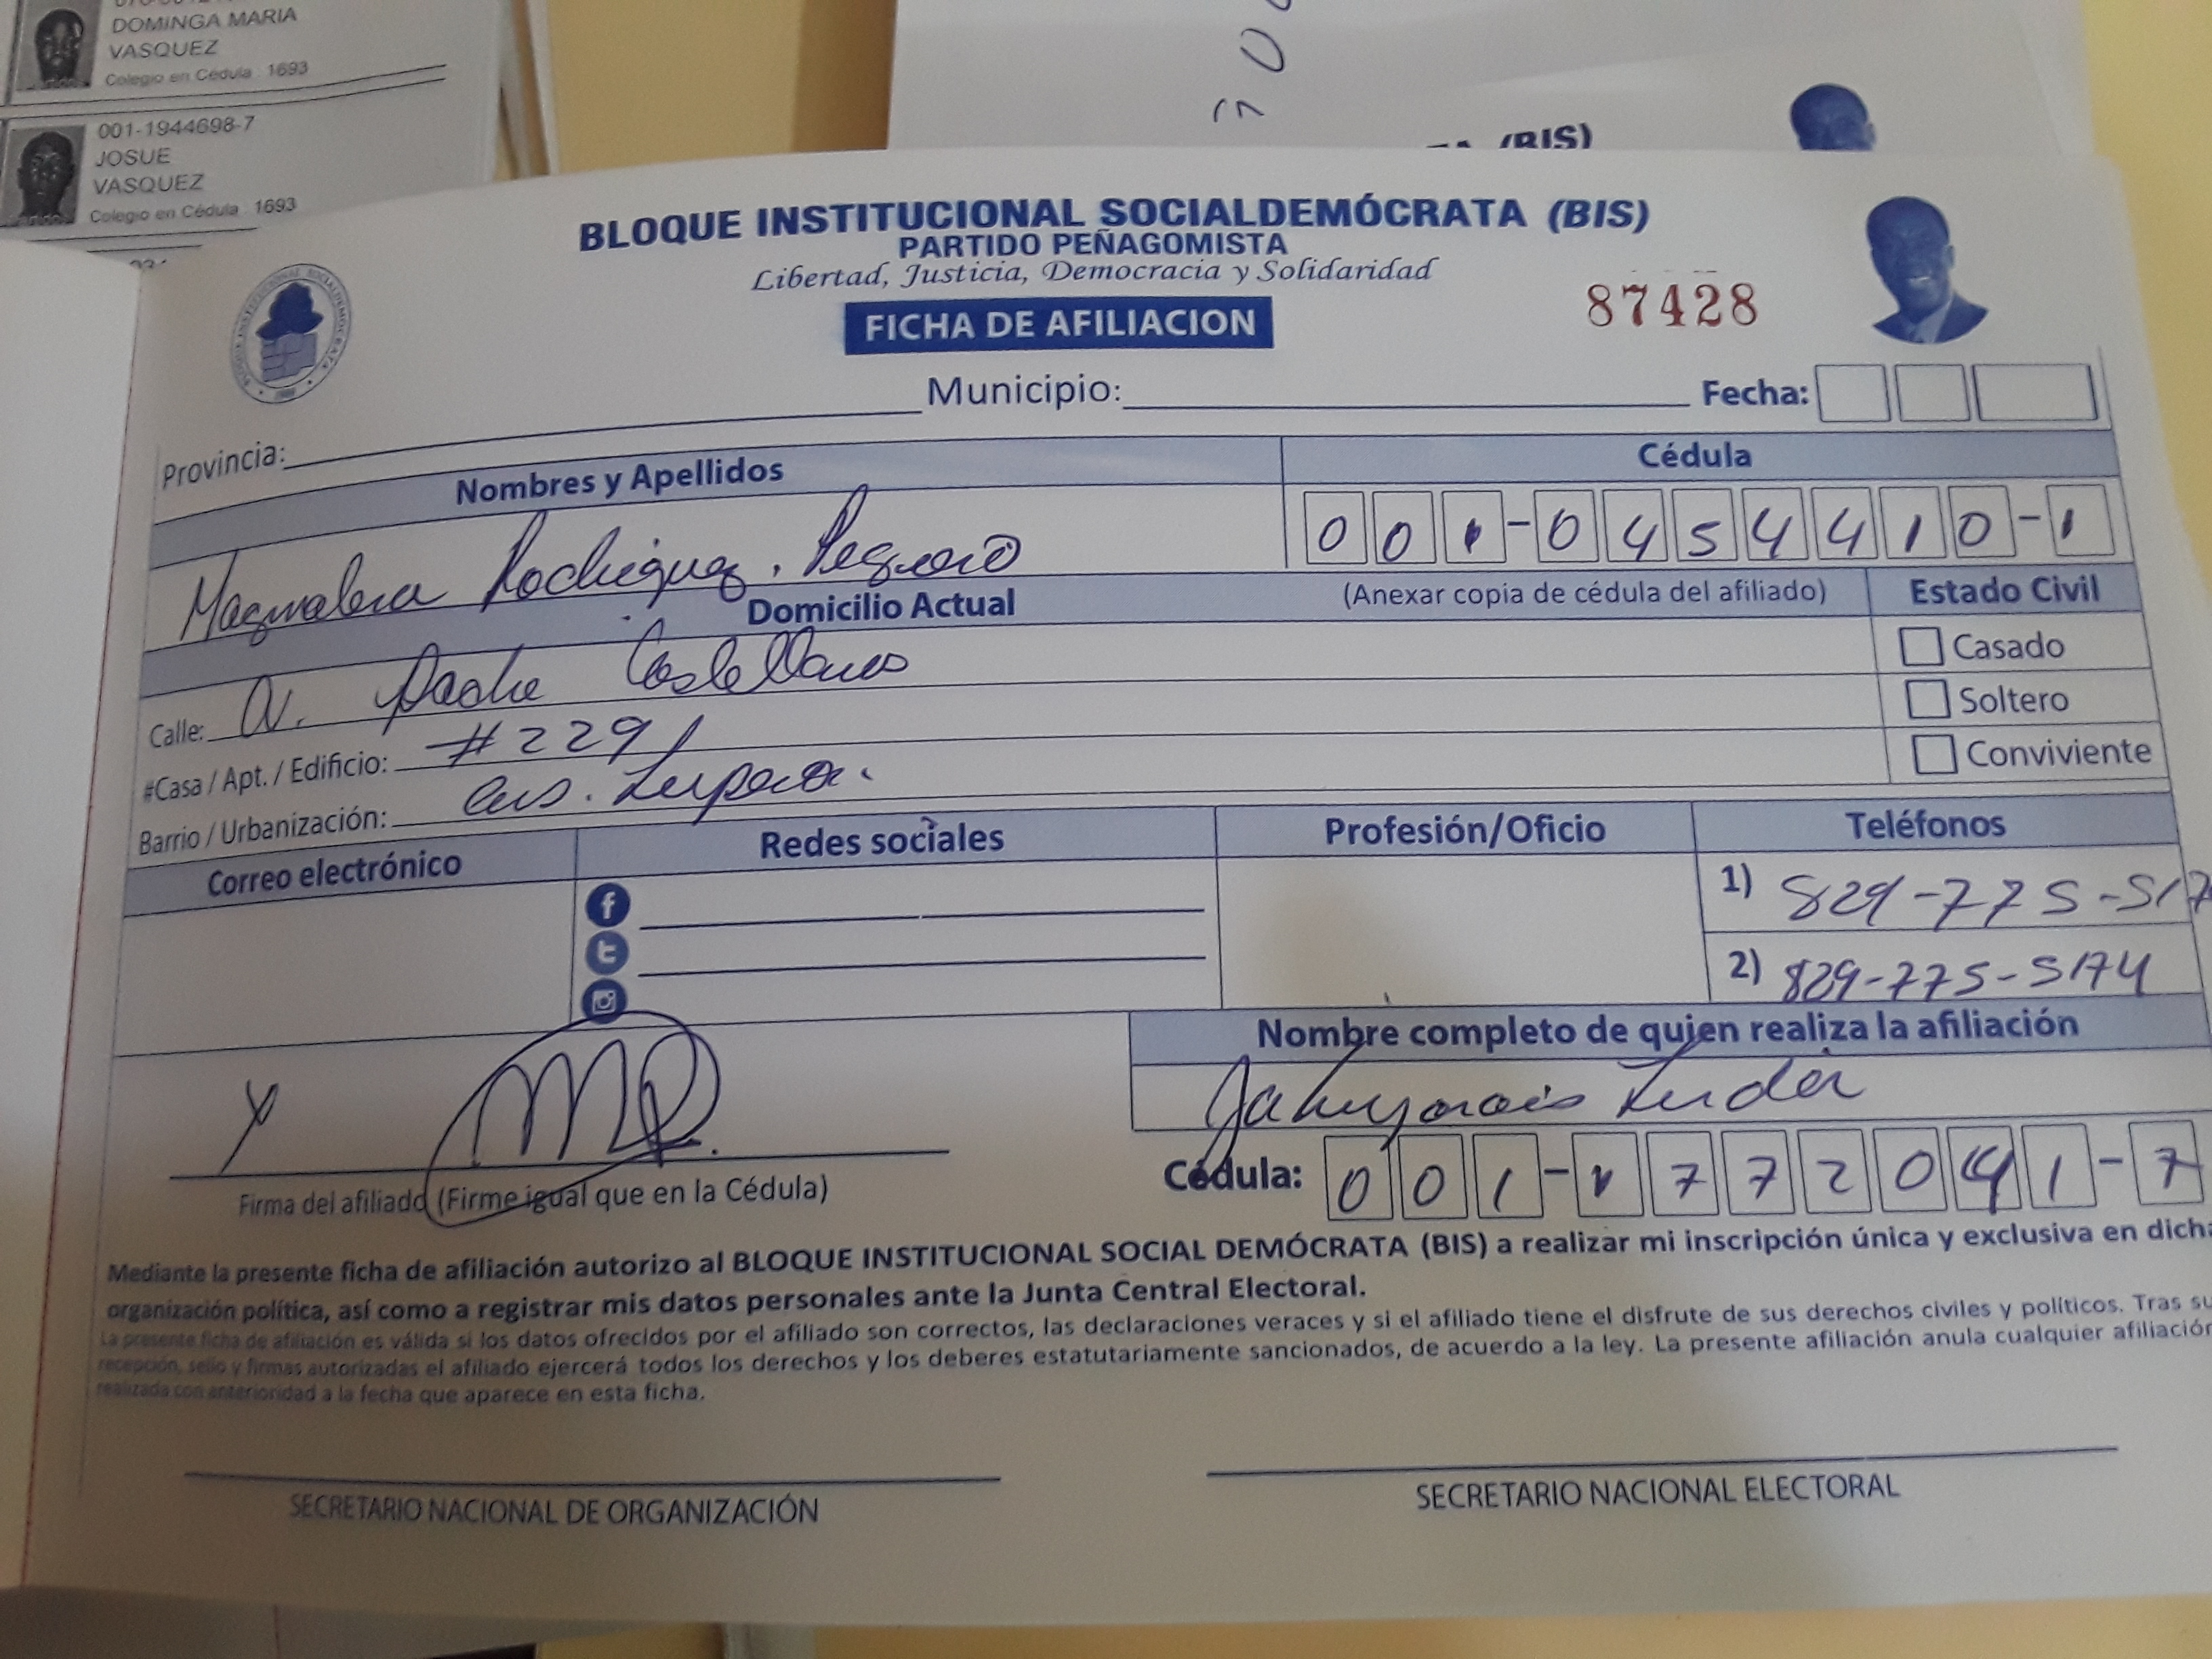 DOMINGA MARIA
VASQUEZ
Colegio en Cédula 1693
001-1944698-7
JOSUE
VASQUEZ
Colegio en Cédula 1693
(BIS)
BLOQUE INSTITUCIONAL SOCIALDEMÓCRATA (BIS)
PARTIDO PEÑAGOMISTA
Libertad, Justicia, Democracia y Solidaridad
FICHA DE AFILIACION
87428
Provincia: Municipio: Fecha:
Nombres y Apellidos Cédula
Rodriguez. 001-0454410-1
Domicilio Actual (Anexar copia de cédula del afiliado) Estado Civil
Calle: Castellanos Casado
#Casa / Apt. / Edificio: #229 Soltero
Barrio / Urbanización: ens. Conviviente
Correo electrónico Redes sociales Profesión/Oficio Teléfonos
1) 829-775-517
2) 829-775-5174
Nombre completo de quien realiza la afiliación
Firma del afiliado (Firme igual que en la Cédula)
Cédula: 001-1772041-7
Mediante la presente ficha de afiliación autorizo al BLOQUE INSTITUCIONAL SOCIAL DEMÓCRATA (BIS) a realizar mi inscripción única y exclusiva en dicha
organización política, así como a registrar mis datos personales ante la Junta Central Electoral.
La presente ficha de afiliación es válida si los datos ofrecidos por el afiliado son correctos, las declaraciones veraces y si el afiliado tiene el disfrute de sus derechos civiles y políticos. Tras su
recepción, sello y firmas autorizadas el afiliado ejercerá todos los derechos y los deberes estatutariamente sancionados, de acuerdo a la ley. La presente afiliación anula cualquier afiliación
realizada con anterioridad a la fecha que aparece en esta ficha.
SECRETARIO NACIONAL DE ORGANIZACIÓN SECRETARIO NACIONAL ELECTORAL